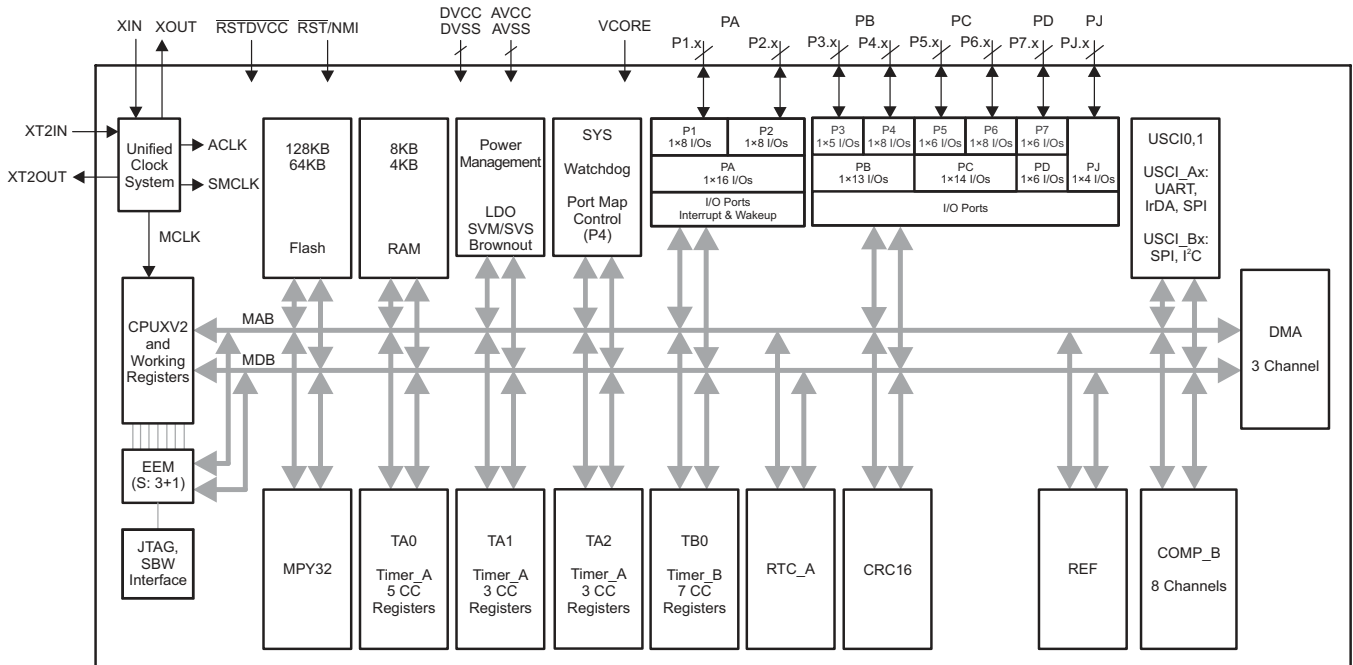 XIN
XOUT
RSTDVCC
RST/NMI
DVCC
DVSS
AVCC
AVSS
VCORE
PA
P1.x
P2.x
PB
P3.x
P4.x
PC
P5.x
P6.x
PD
P7.x
PJ
PJ.x
XT2IN
XT2OUT
Unified
Clock
System
ACLK
SMCLK
MCLK
128KB
64KB
Flash
8KB
4KB
RAM
Power
Management
LDO
SVM/SVS
Brownout
SYS
Watchdog
Port Map
Control
(P4)
P1
1×8 I/Os
P2
1×8 I/Os
PA
1×16 I/Os
I/O Ports
Interrupt & Wakeup
P3
1×5 I/Os
P4
1×8 I/Os
P5
1×6 I/Os
P6
1×8 I/Os
P7
1×6 I/Os
PB
1×13 I/Os
PC
1×14 I/Os
PD
1×6 I/Os
PJ
1×4 I/Os
I/O Ports
USCI0,1
USCI_Ax:
UART,
IrDA, SPI
USCI_Bx:
SPI, I²C
CPUXV2
and
Working
Registers
MAB
MDB
DMA
3 Channel
EEM
(S: 3+1)
JTAG,
SBW
Interface
MPY32
TA0
Timer_A
5 CC
Registers
TA1
Timer_A
3 CC
Registers
TA2
Timer_A
3 CC
Registers
TB0
Timer_B
7 CC
Registers
RTC_A
CRC16
REF
COMP_B
8 Channels